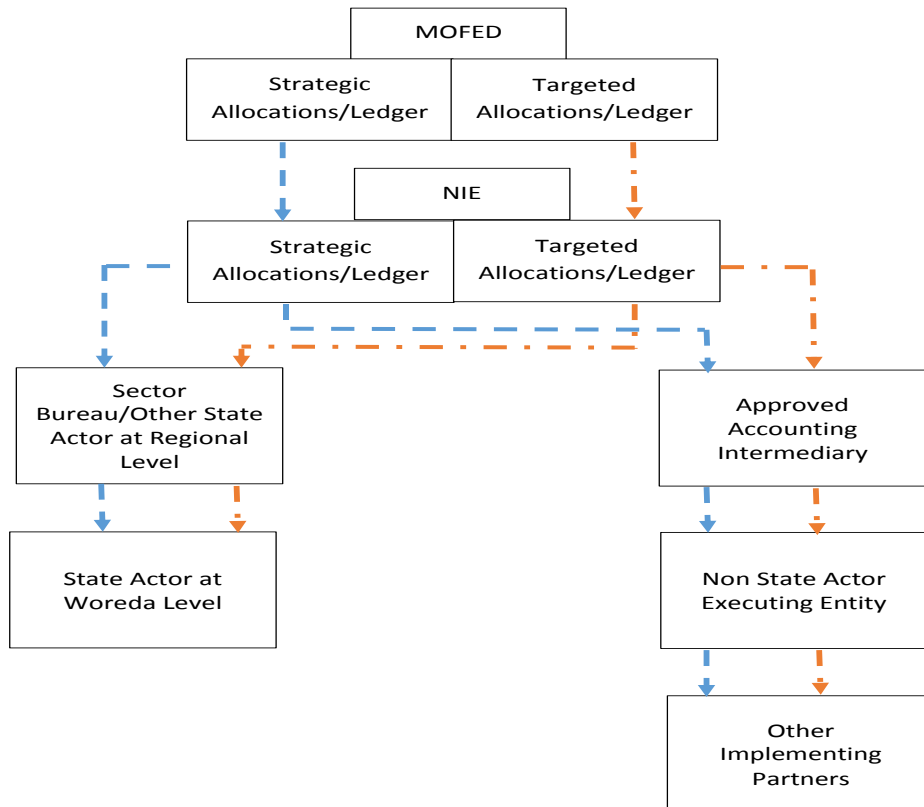 MOFED
Strategic
Allocations/Ledger
Targeted
Allocations/Ledger
NIE
Strategic
Allocations/Ledger
Targeted
Allocations/Ledger
Sector
Bureau/Other State
Actor at Regional
Level
Approved
Accounting
Intermediary
State Actor at
Woreda Level
Non State Actor
Executing Entity
Other
Implementing
Partners